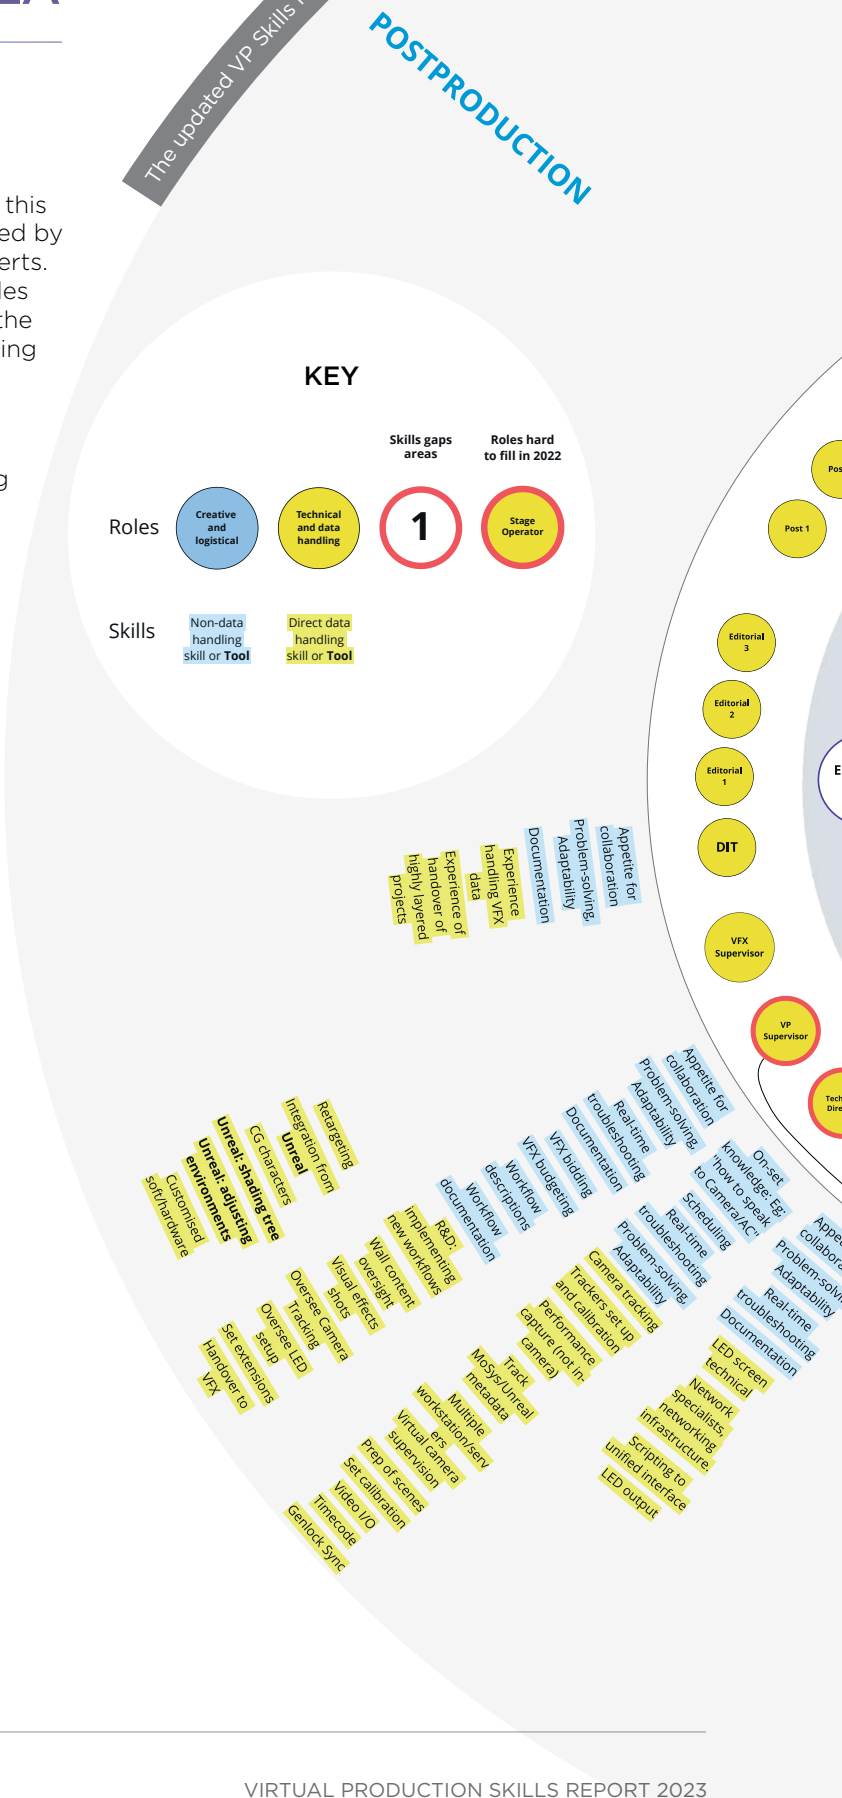 The updated VP Skills
POSTPRODUCTION
this
ed by
erts.
les
the
ing
g
KEY
Skills gaps
areas
Roles hard
to fill in 2022
Roles
Creative
and
logistical
Technical
and data
handling
1
Stage
Operator
Skills
Non-data
handling
skill or Tool
Direct data
handling
skill or Tool
Pos
Post 1
Editorial
3
Editorial
2
Editorial
1
E
DIT
VFX
Supervisor
VP
Supervisor
Tech
Dire
Appetite for
collaboration
Problem-solving,
Adaptability
Documentation
Experience
handling VFX
data
Experience of
handover of
highly layered
projects
Appetite for
collaboration
Problem-solving,
Adaptability
Real-time
troubleshooting
Documentation
VFX bidding
VFX budgeting
Workflow
descriptions
Workflow
documentation
R&D:
implementing
new workflows
Wall content
oversight
Visual effects
shots
Oversee Camera
Tracking
Oversee LED
setup
Set extensions
Handover to
VFX
Retargeting
Integration from
Unreal
CG characters
Unreal: shading tree
Unreal: adjusting
environments
Customised
soft/hardware
On-set
knowledge: Eg,
"how to speak
to Camera/AC"
Scheduling
Real-time
troubleshooting
Problem-solving,
Adaptability
Camera tracking
Trackers set up
and calibration
Performance
capture (not in-
camera)
Track
MoSys/Unreal
metadata
Multiple
workstation/serv
ers
Virtual camera
supervision
Prep of scenes
Set calibration
Video I/O
Timecode
Genlock Sync
Appe
collabora
Problem-solvin
Adaptability
Real-time
troubleshooting
Documentation
LED screen
technical
Network
specialists,
networking
infrastructure.
Scripting to
unified interface
LED output
VIRTUAL PRODUCTION SKILLS REPORT 2023